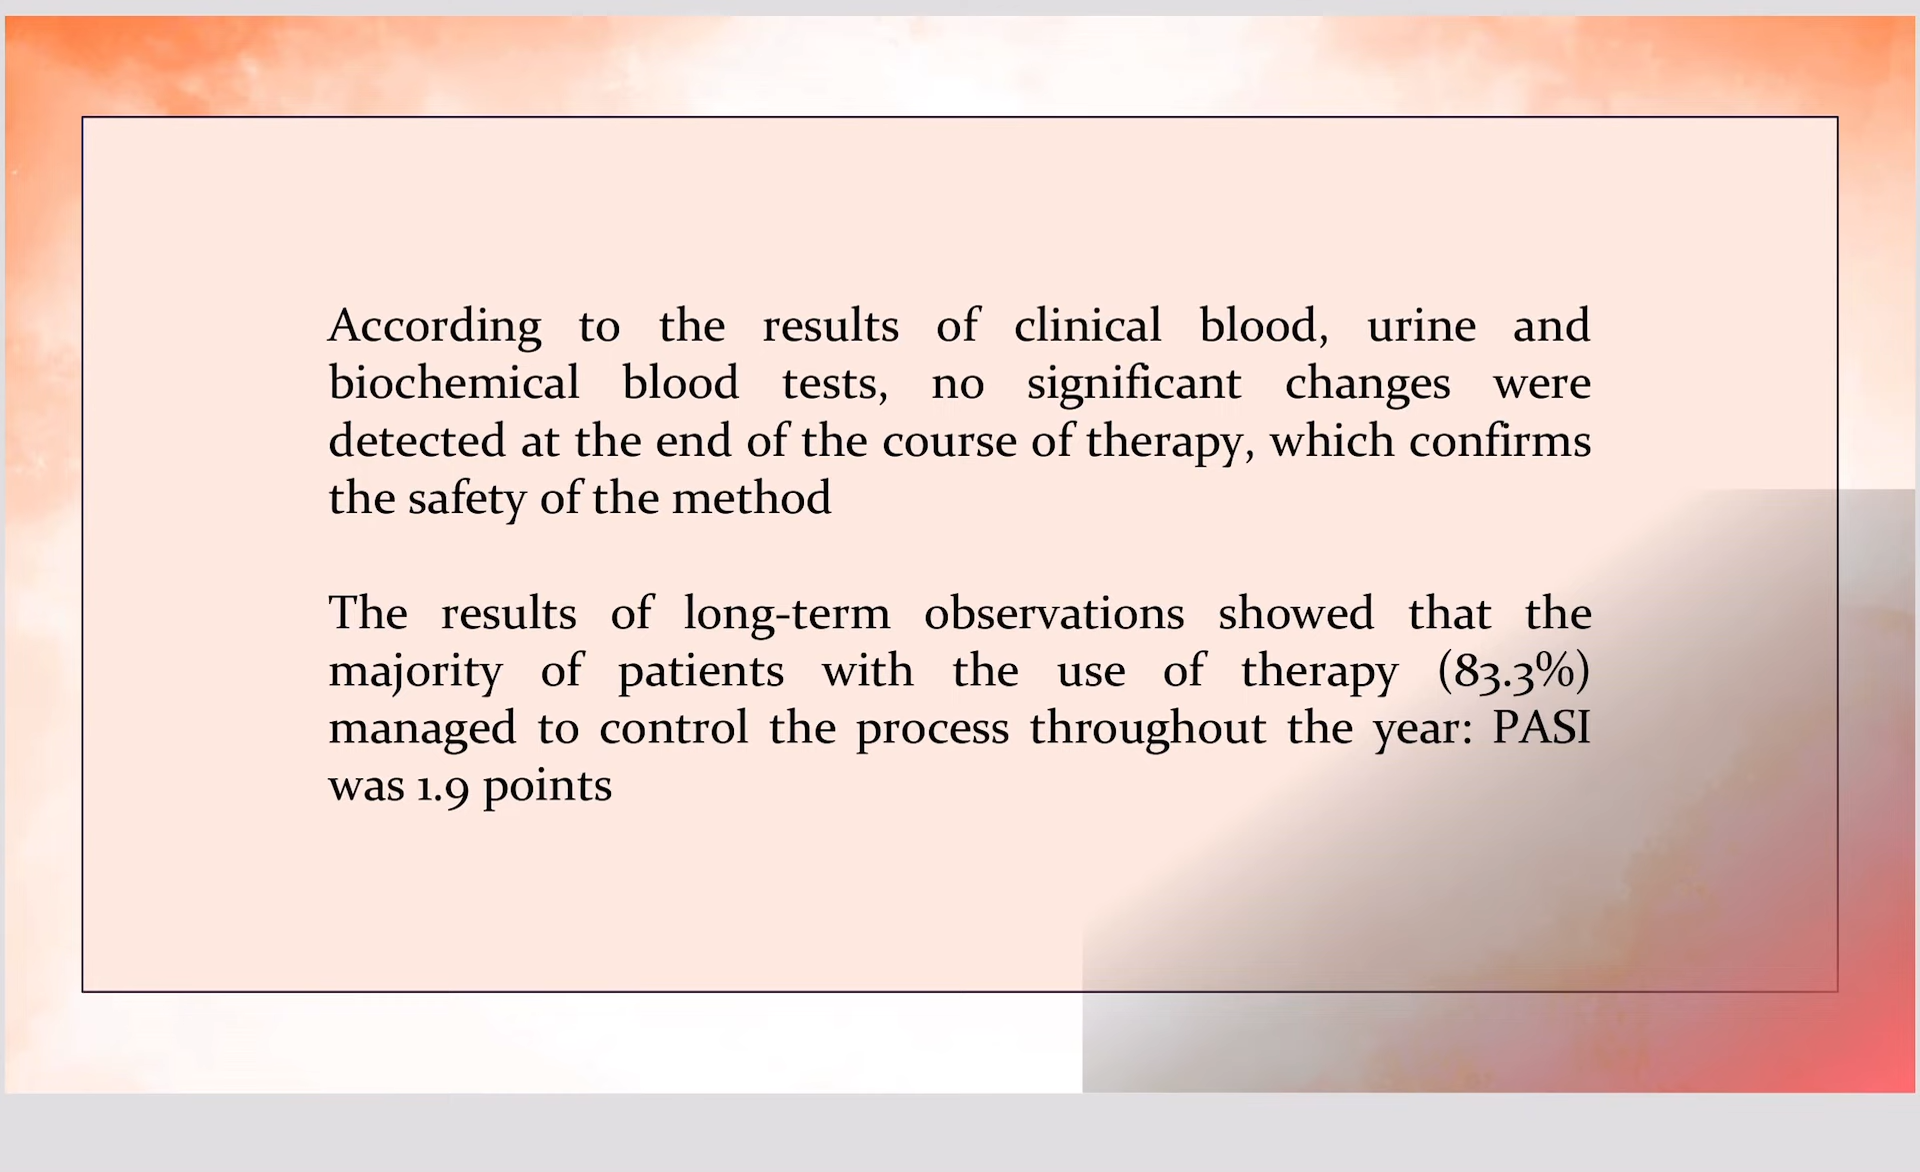 According to the results of clinical blood, urine and
biochemical blood tests, no significant changes were
detected at the end of the course of therapy, which confirms
the safety of the method
The results of long-term observations showed that the
majority of patients with the use of therapy (83.3%)
managed to control the process throughout the year: PASI
was 1.9 points